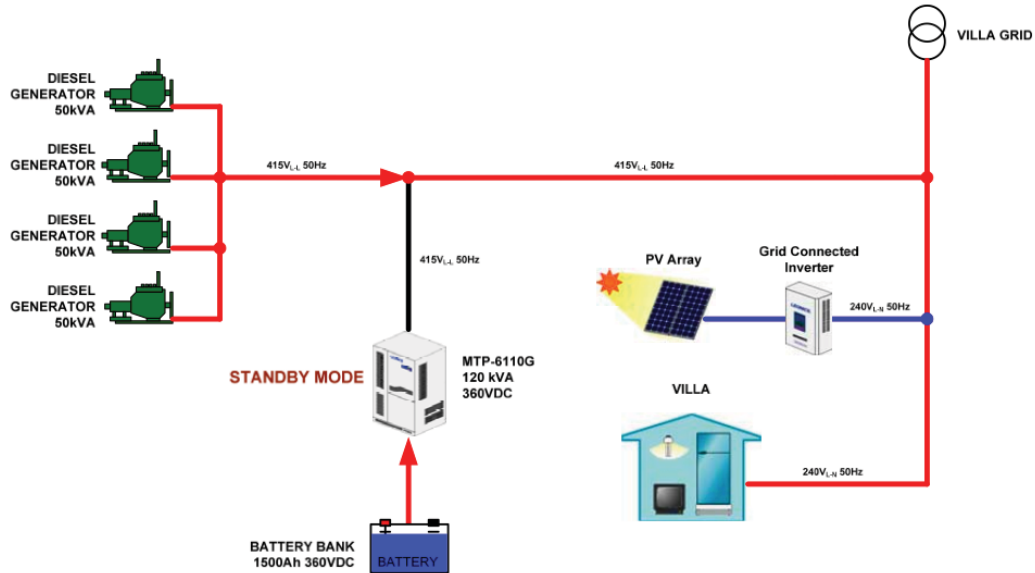 VILLA GRID
DIESEL
GENERATOR
50kVA
DIESEL
GENERATOR
50kVA
DIESEL
GENERATOR
50kVA
DIESEL
GENERATOR
50kVA
415VL-L 50Hz
415VL-L 50Hz
415VL-L 50Hz
PV Array
Grid Connected
Inverter
240VL-N 50Hz
STANDBY MODE
MTP-6110G
120 kVA
360VDC
VILLA
240VL-N 50Hz
BATTERY BANK
1500Ah 360VDC
BATTERY